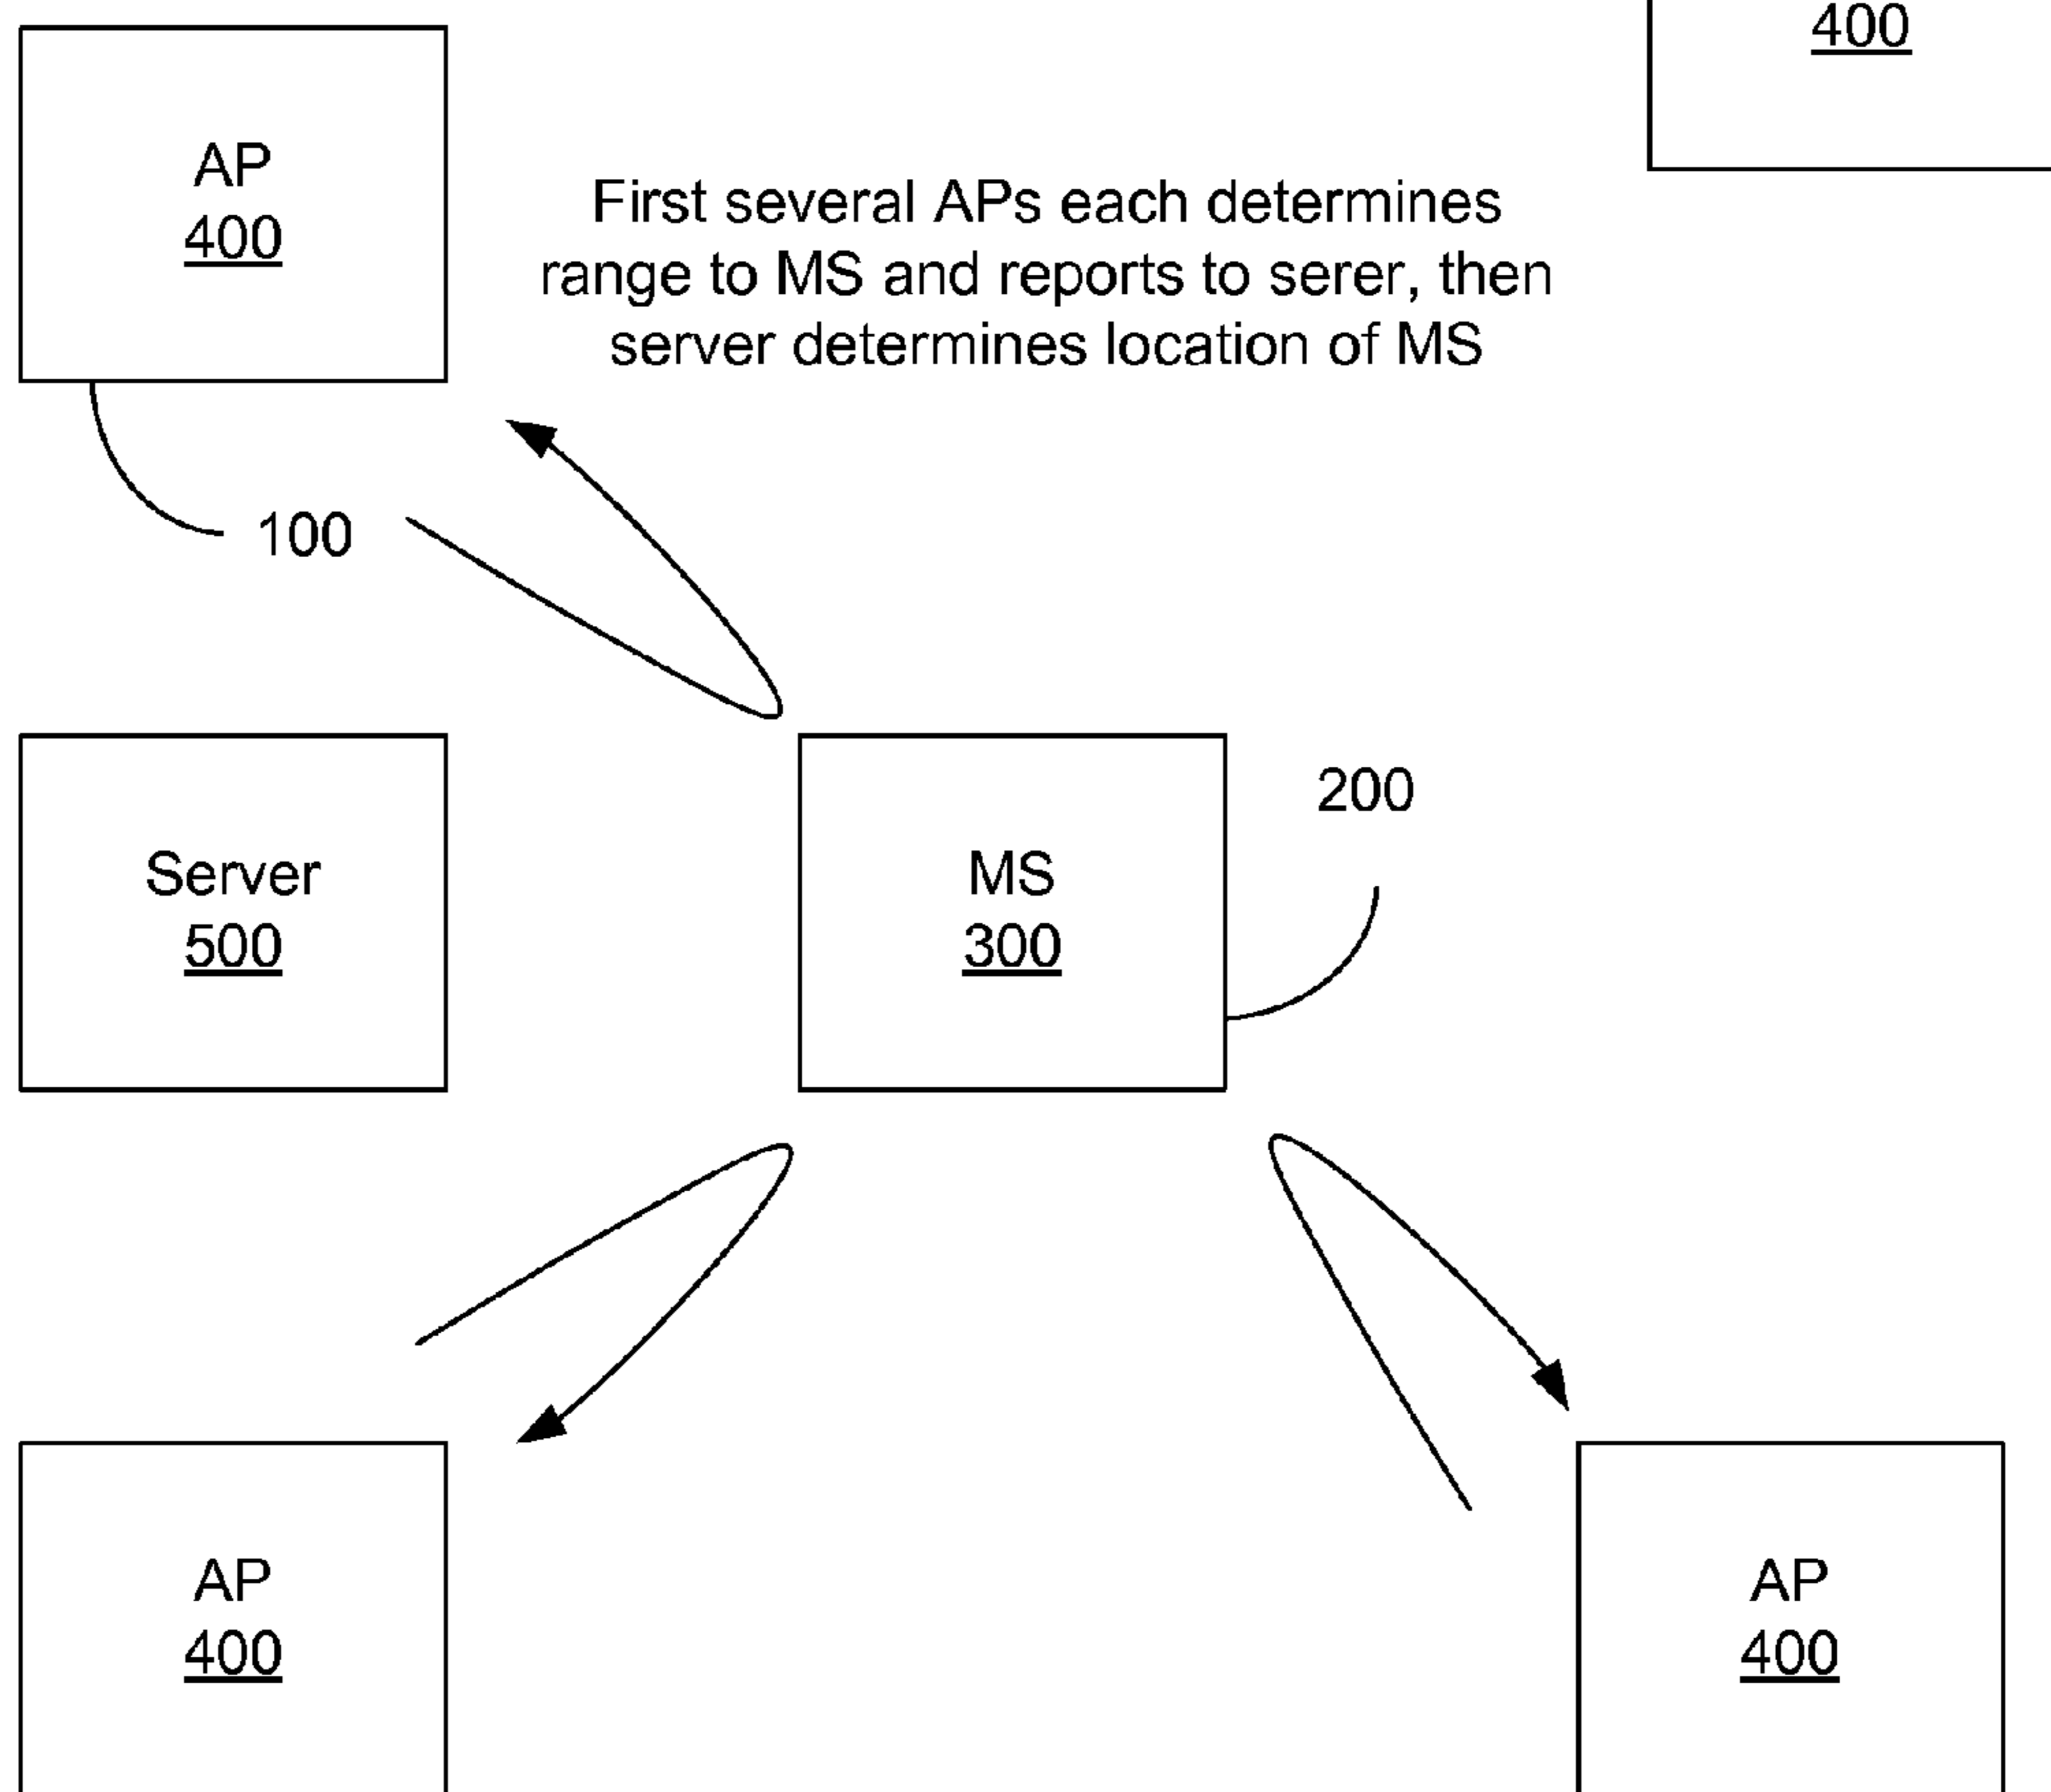 400
AP
400
First several APs each determines
range to MS and reports to serer, then
server determines location of MS
100
200
Server
500
MS
300
AP
400
AP
400